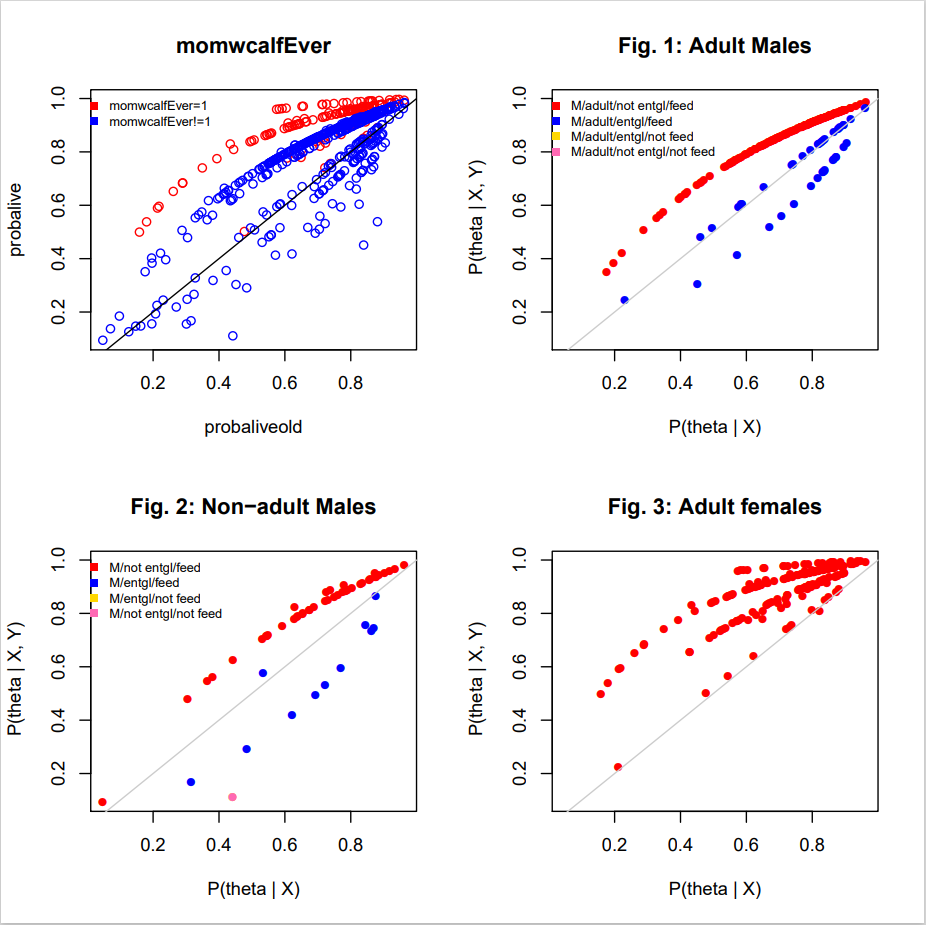 momwcalfEver
probalive
1.0
0.8
0.6
0.4
0.2
momwcalfEver=1
momwcalfEver!=1
0.2 0.4 0.6 0.8
probaliveold
Fig. 1: Adult Males
P(theta | X, Y)
1.0
0.8
0.6
0.4
0.2
M/adult/not entgl/feed
M/adult/entgl/feed
M/adult/entgl/not feed
M/adult/not entgl/not feed
0.2 0.4 0.6 0.8
P(theta | X)
Fig. 2: Non−adult Males
P(theta | X, Y)
1.0
0.8
0.6
0.4
0.2
M/not entgl/feed
M/entgl/feed
M/entgl/not feed
M/not entgl/not feed
0.2 0.4 0.6 0.8
P(theta | X)
Fig. 3: Adult females
P(theta | X, Y)
1.0
0.8
0.6
0.4
0.2
0.2 0.4 0.6 0.8
P(theta | X)